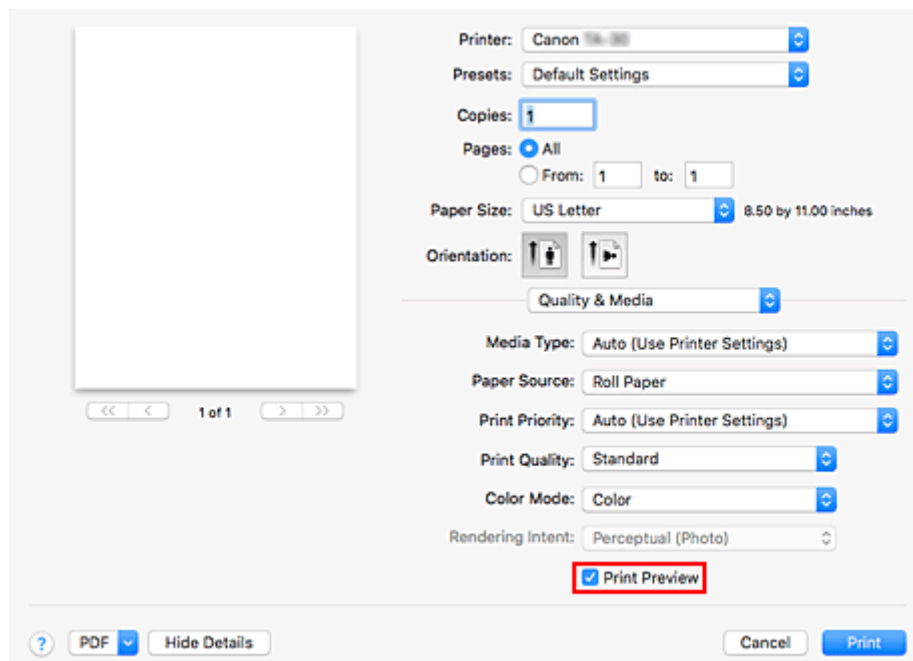 Printer: Canon
Presets: Default Settings
Copies: 1
Pages: All
From: 1 to: 1
Paper Size: US Letter 8.50 by 11.00 inches
Orientation:
Quality & Media
Media Type: Auto (Use Printer Settings)
Paper Source: Roll Paper
<< < 1 of 1 > >>
Print Priority: Auto (Use Printer Settings)
Print Quality: Standard
Color Mode: Color
Rendering Intent: Perceptual (Photo)
Print Preview
? PDF Hide Details Cancel Print